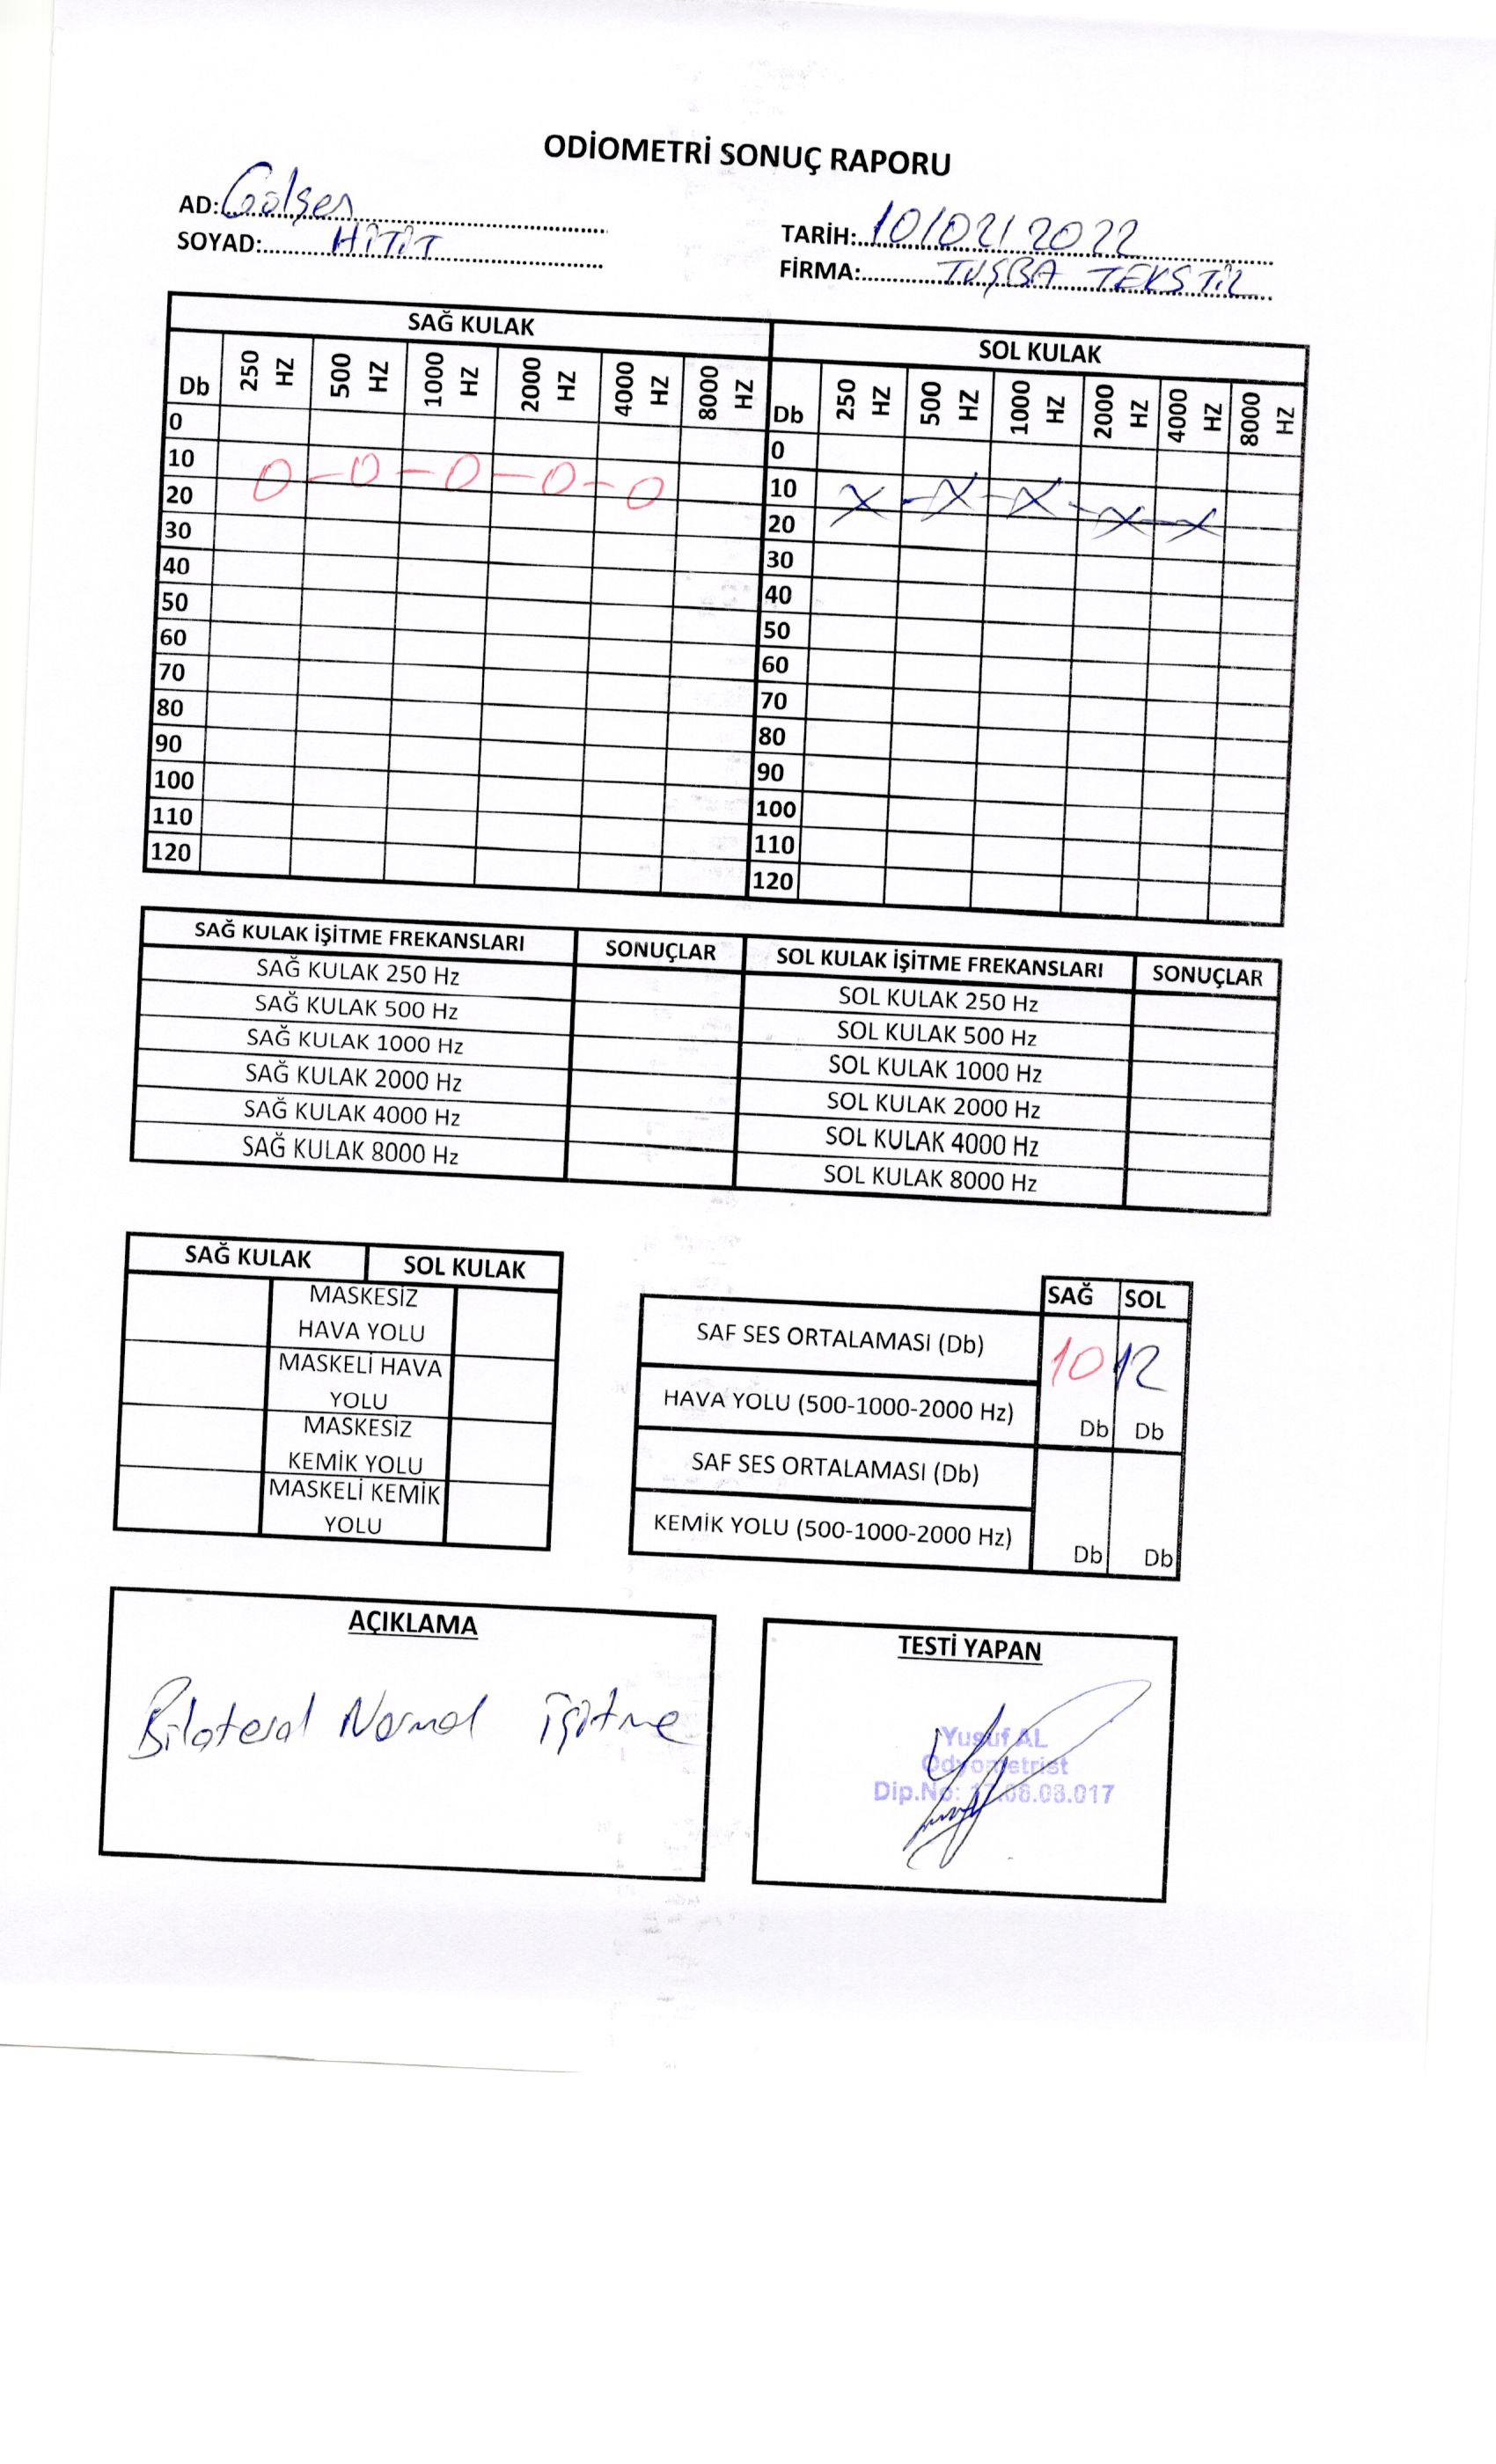 ODİOMETRİ SONUÇ RAPORU
AD: Gülşen
SOYAD: HİTİT
TARİH: 10/02/2022
FİRMA: TUŞBA TEKSTİL
SAĞ KULAK
SOL KULAK
Db 250 HZ 500 HZ 1000 HZ 2000 HZ 4000 HZ 8000 HZ Db 250 HZ 500 HZ 1000 HZ 2000 HZ 4000 HZ 8000 HZ
0 0
10 10
20 20
30 30
40 40
50 50
60 60
70 70
80 80
90 90
100 100
110 110
120 120
O-O-O-O-O
X-X-X-X-X
SAĞ KULAK İŞİTME FREKANSLARI SONUÇLAR SOL KULAK İŞİTME FREKANSLARI SONUÇLAR
SAĞ KULAK 250 Hz SOL KULAK 250 Hz
SAĞ KULAK 500 Hz SOL KULAK 500 Hz
SAĞ KULAK 1000 Hz SOL KULAK 1000 Hz
SAĞ KULAK 2000 Hz SOL KULAK 2000 Hz
SAĞ KULAK 4000 Hz SOL KULAK 4000 Hz
SAĞ KULAK 8000 Hz SOL KULAK 8000 Hz
SAĞ KULAK SOL KULAK
MASKESİZ
HAVA YOLU
MASKELİ HAVA
YOLU
MASKESİZ
KEMİK YOLU
MASKELİ KEMİK
YOLU
SAĞ SOL
SAF SES ORTALAMASI (Db)
10 12
HAVA YOLU (500-1000-2000 Hz)
Db Db
SAF SES ORTALAMASI (Db)
KEMİK YOLU (500-1000-2000 Hz)
Db Db
AÇIKLAMA
Bilateral Normal işitme
TESTİ YAPAN
Yusuf AL
Odyometrist
Dip.No: 17.08.08.017